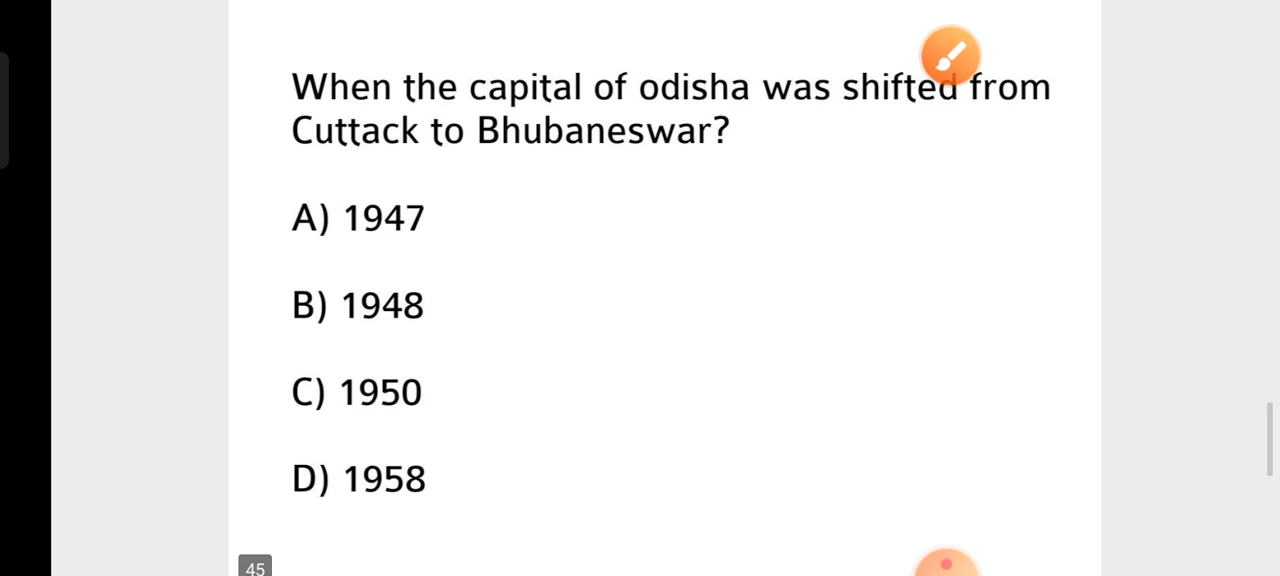 When the capital of odisha was shifted from
Cuttack to Bhubaneswar?
A) 1947
B) 1948
C) 1950
D) 1958
45